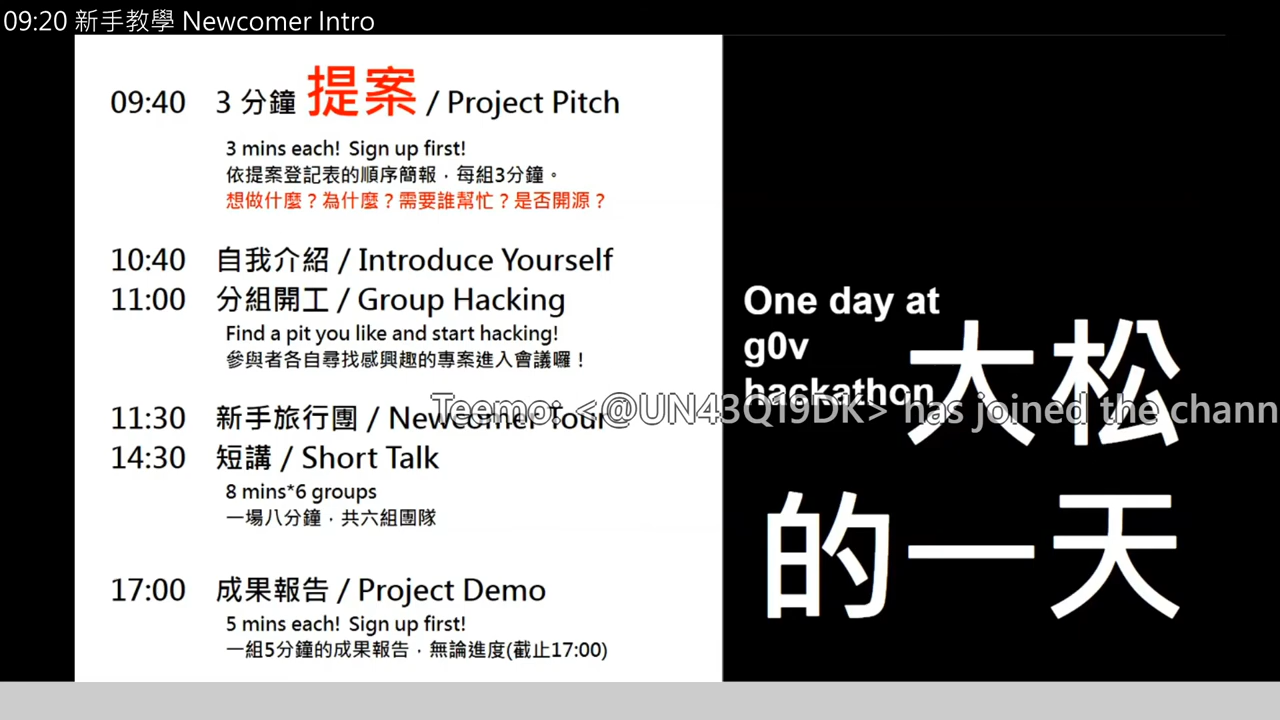 09:20 新手教學 Newcomer Intro
09:40 3 分鐘 提案 / Project Pitch
3 mins each! Sign up first!
依提案登記表的順序簡報，每組3分鐘。
想做什麼？為什麼？需要誰幫忙？是否開源？
10:40 自我介紹 / Introduce Yourself
11:00 分組開工 / Group Hacking
Find a pit you like and start hacking!
參與者各自尋找感興趣的專案進入會議囉！
11:30 新手旅行團 / Newcomer Tour
14:30 短講 / Short Talk
8 mins*6 groups
一場八分鐘，共六組團隊
17:00 成果報告 / Project Demo
5 mins each! Sign up first!
一組5分鐘的成果報告，無論進度(截止17:00)
One day at
g0v
hackathon
大松
的一天
Teemo: <@UN43Q19DK> has joined the chann